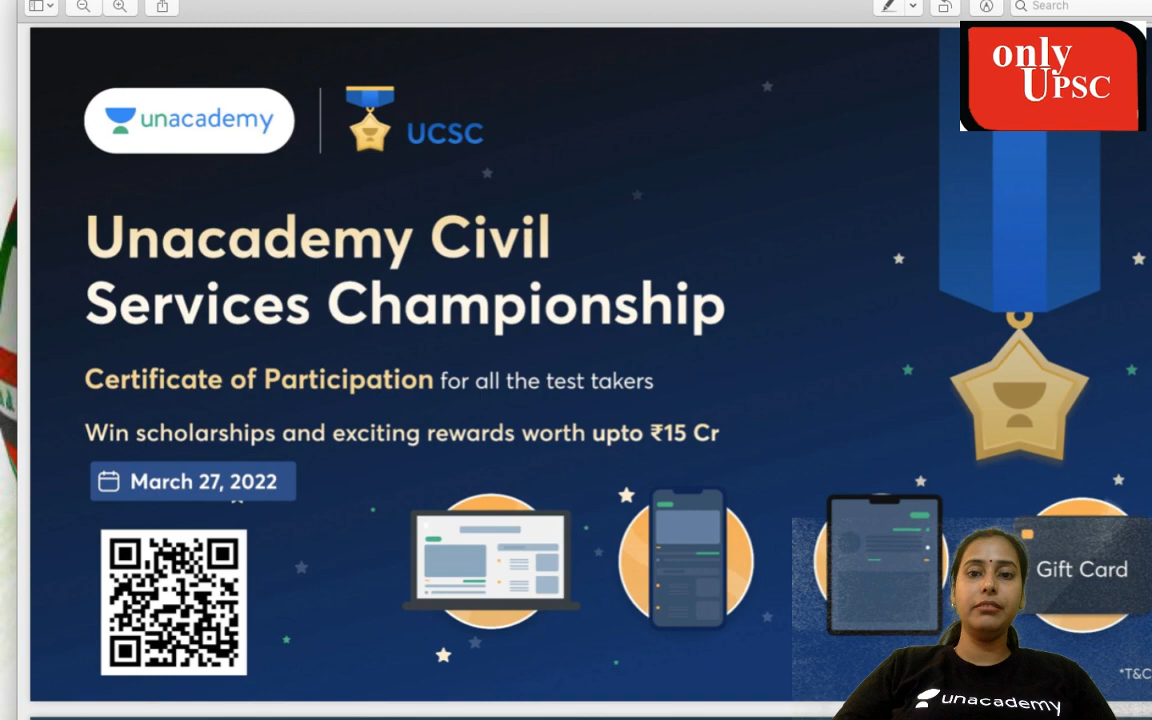 Search
only
UPSC
unacademy
UCSC
Unacademy Civil
Services Championship
Certificate of Participation for all the test takers
Win scholarships and exciting rewards worth upto ₹15 Cr
March 27, 2022
Gift Card
*T&C
unacademy